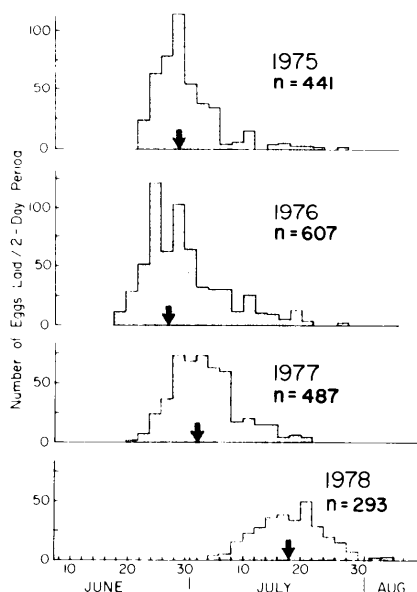 Number of Eggs Laid / 2-Day Period
100
50
0
1975
n = 441
100
50
0
1976
n = 607
50
0
1977
n = 487
50
0
1978
n = 293
10 20 30 10 20 30
JUNE JULY AUG